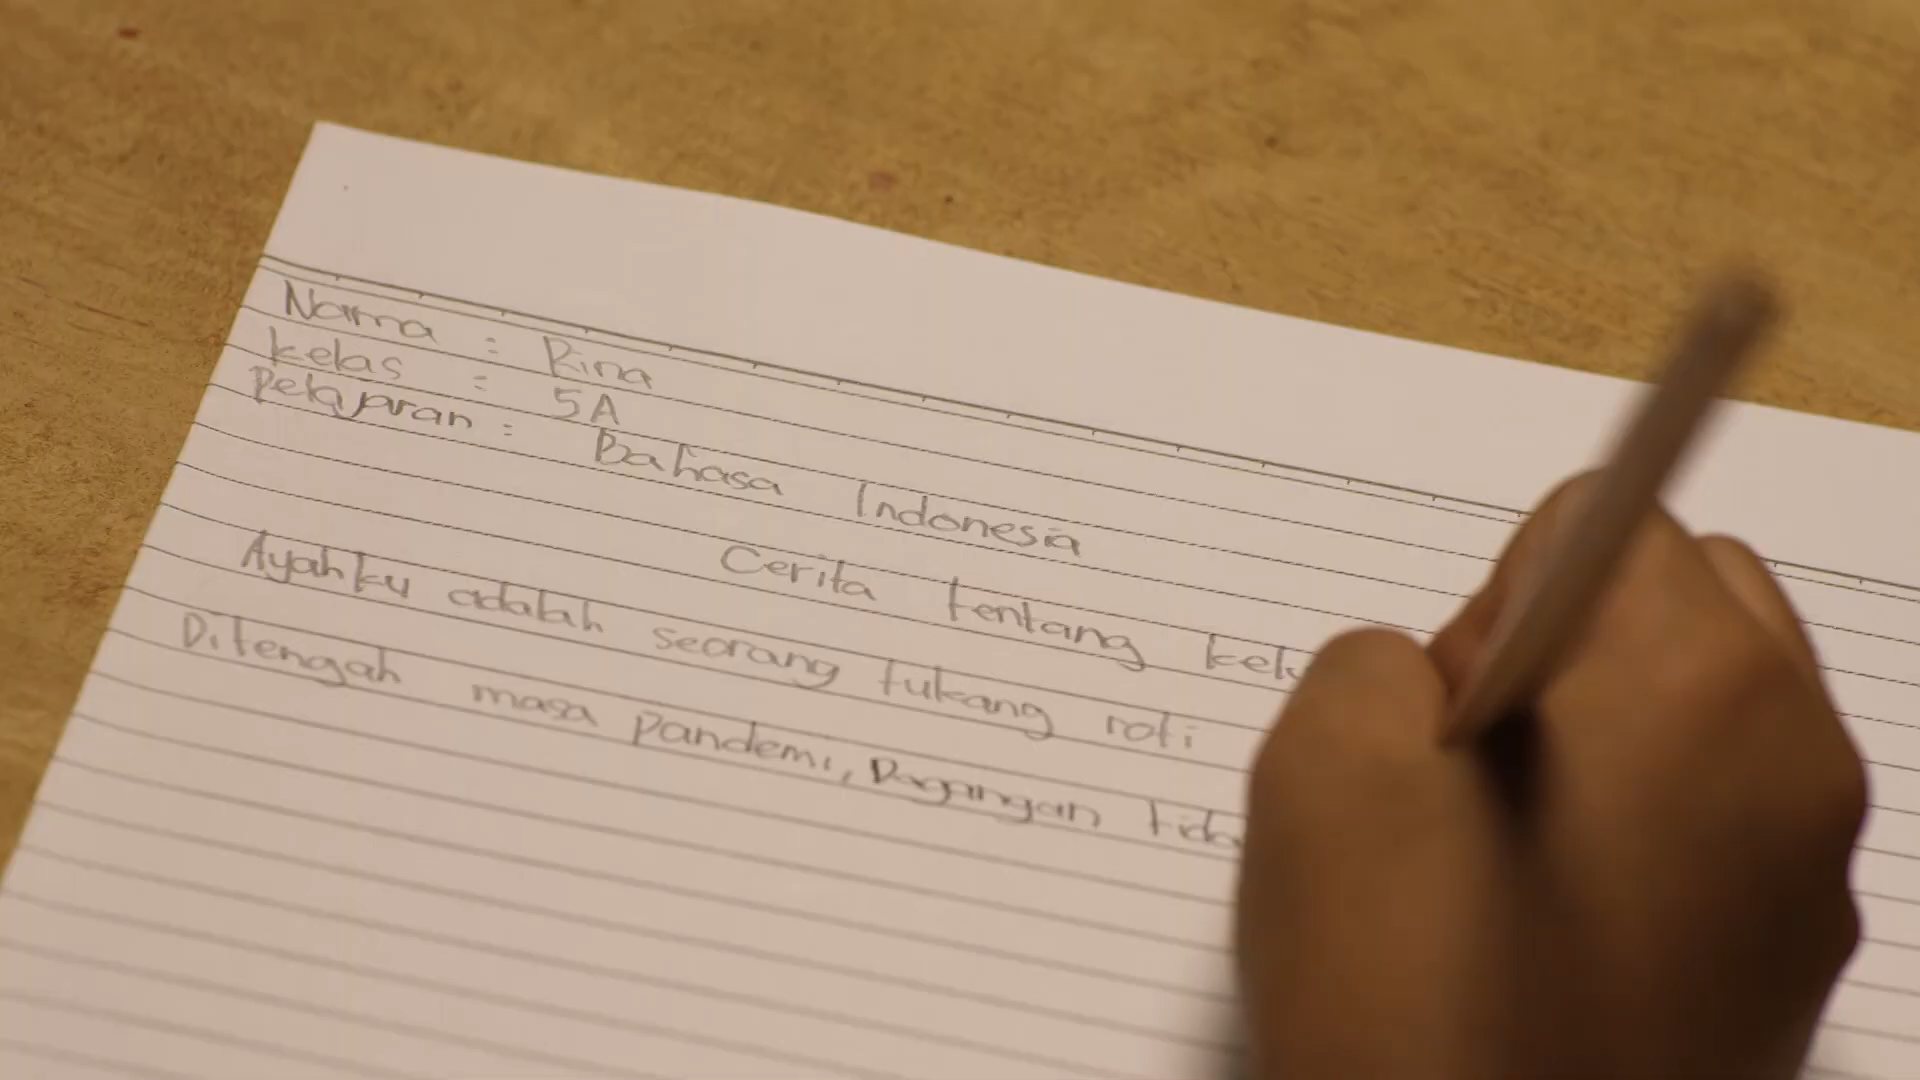 Nama : Rina
Kelas : 5A
Pelajaran : Bahasa Indonesia
Cerita tentang
Ayahku adalah seorang tukang roti
Ditengah masa pandemi, Dagangan